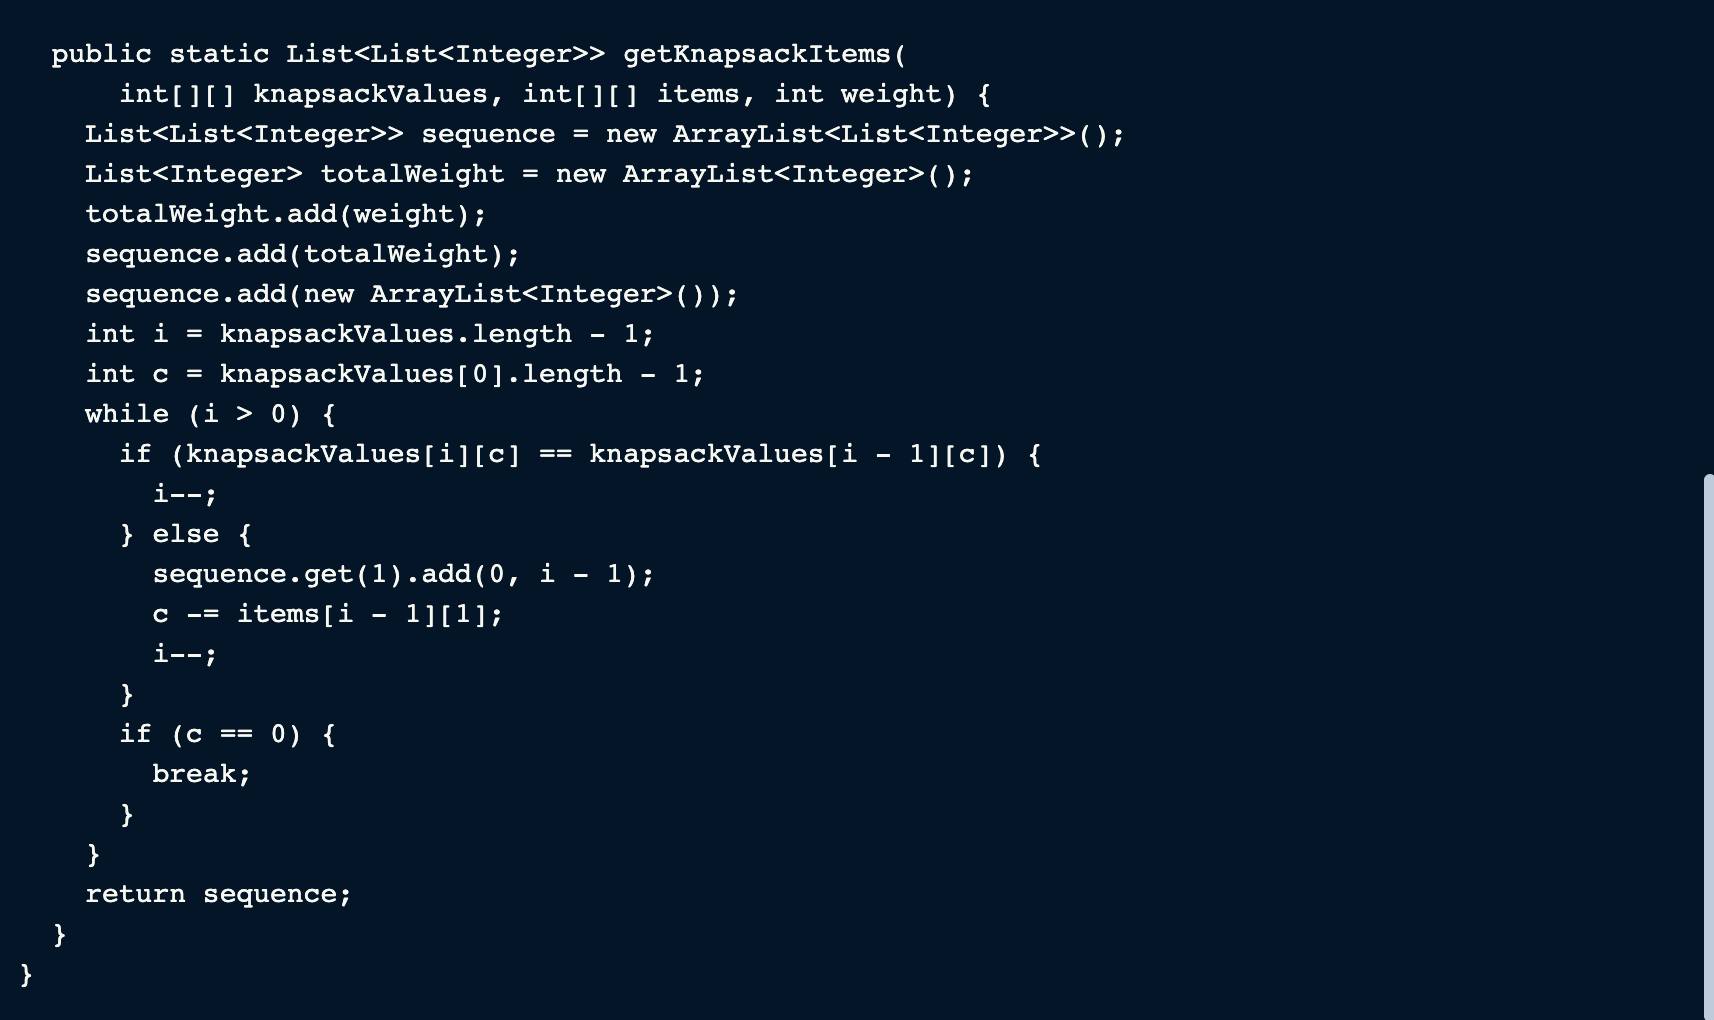 public static List<List<Integer>> getKnapsackItems(
int[][] knapsackValues, int[][] items, int weight) {
List<List<Integer>> sequence = new ArrayList<List<Integer>>();
List<Integer> totalWeight = new ArrayList<Integer>();
totalWeight.add(weight);
sequence.add(totalWeight);
sequence.add(new ArrayList<Integer>());
int i = knapsackValues.length - 1;
int c = knapsackValues[0].length - 1;
while (i > 0) {
if (knapsackValues[i][c] == knapsackValues[i - 1][c]) {
i--;
} else {
sequence.get(1).add(0, i - 1);
c -= items[i - 1][1];
i--;
}
if (c == 0) {
break;
}
}
return sequence;
}
}